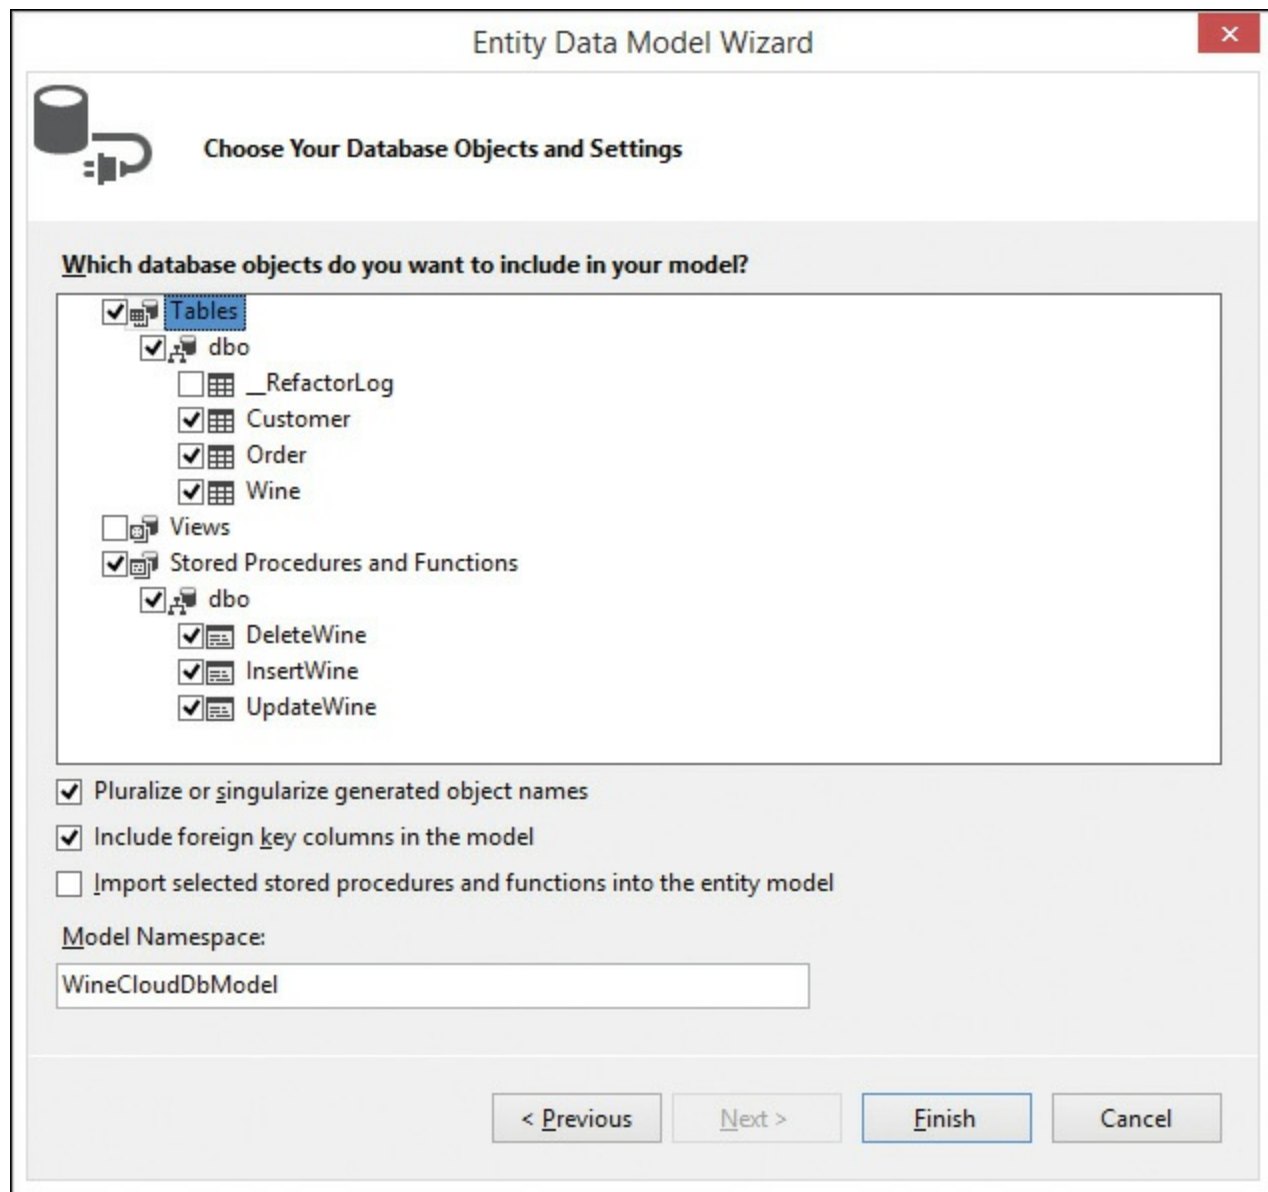 Entity Data Model Wizard
Choose Your Database Objects and Settings
Which database objects do you want to include in your model?
Tables
dbo
__RefactorLog
Customer
Order
Wine
Views
Stored Procedures and Functions
dbo
DeleteWine
InsertWine
UpdateWine
Pluralize or singularize generated object names
Include foreign key columns in the model
Import selected stored procedures and functions into the entity model
Model Namespace:
WineCloudDbModel
< Previous Next > Finish Cancel